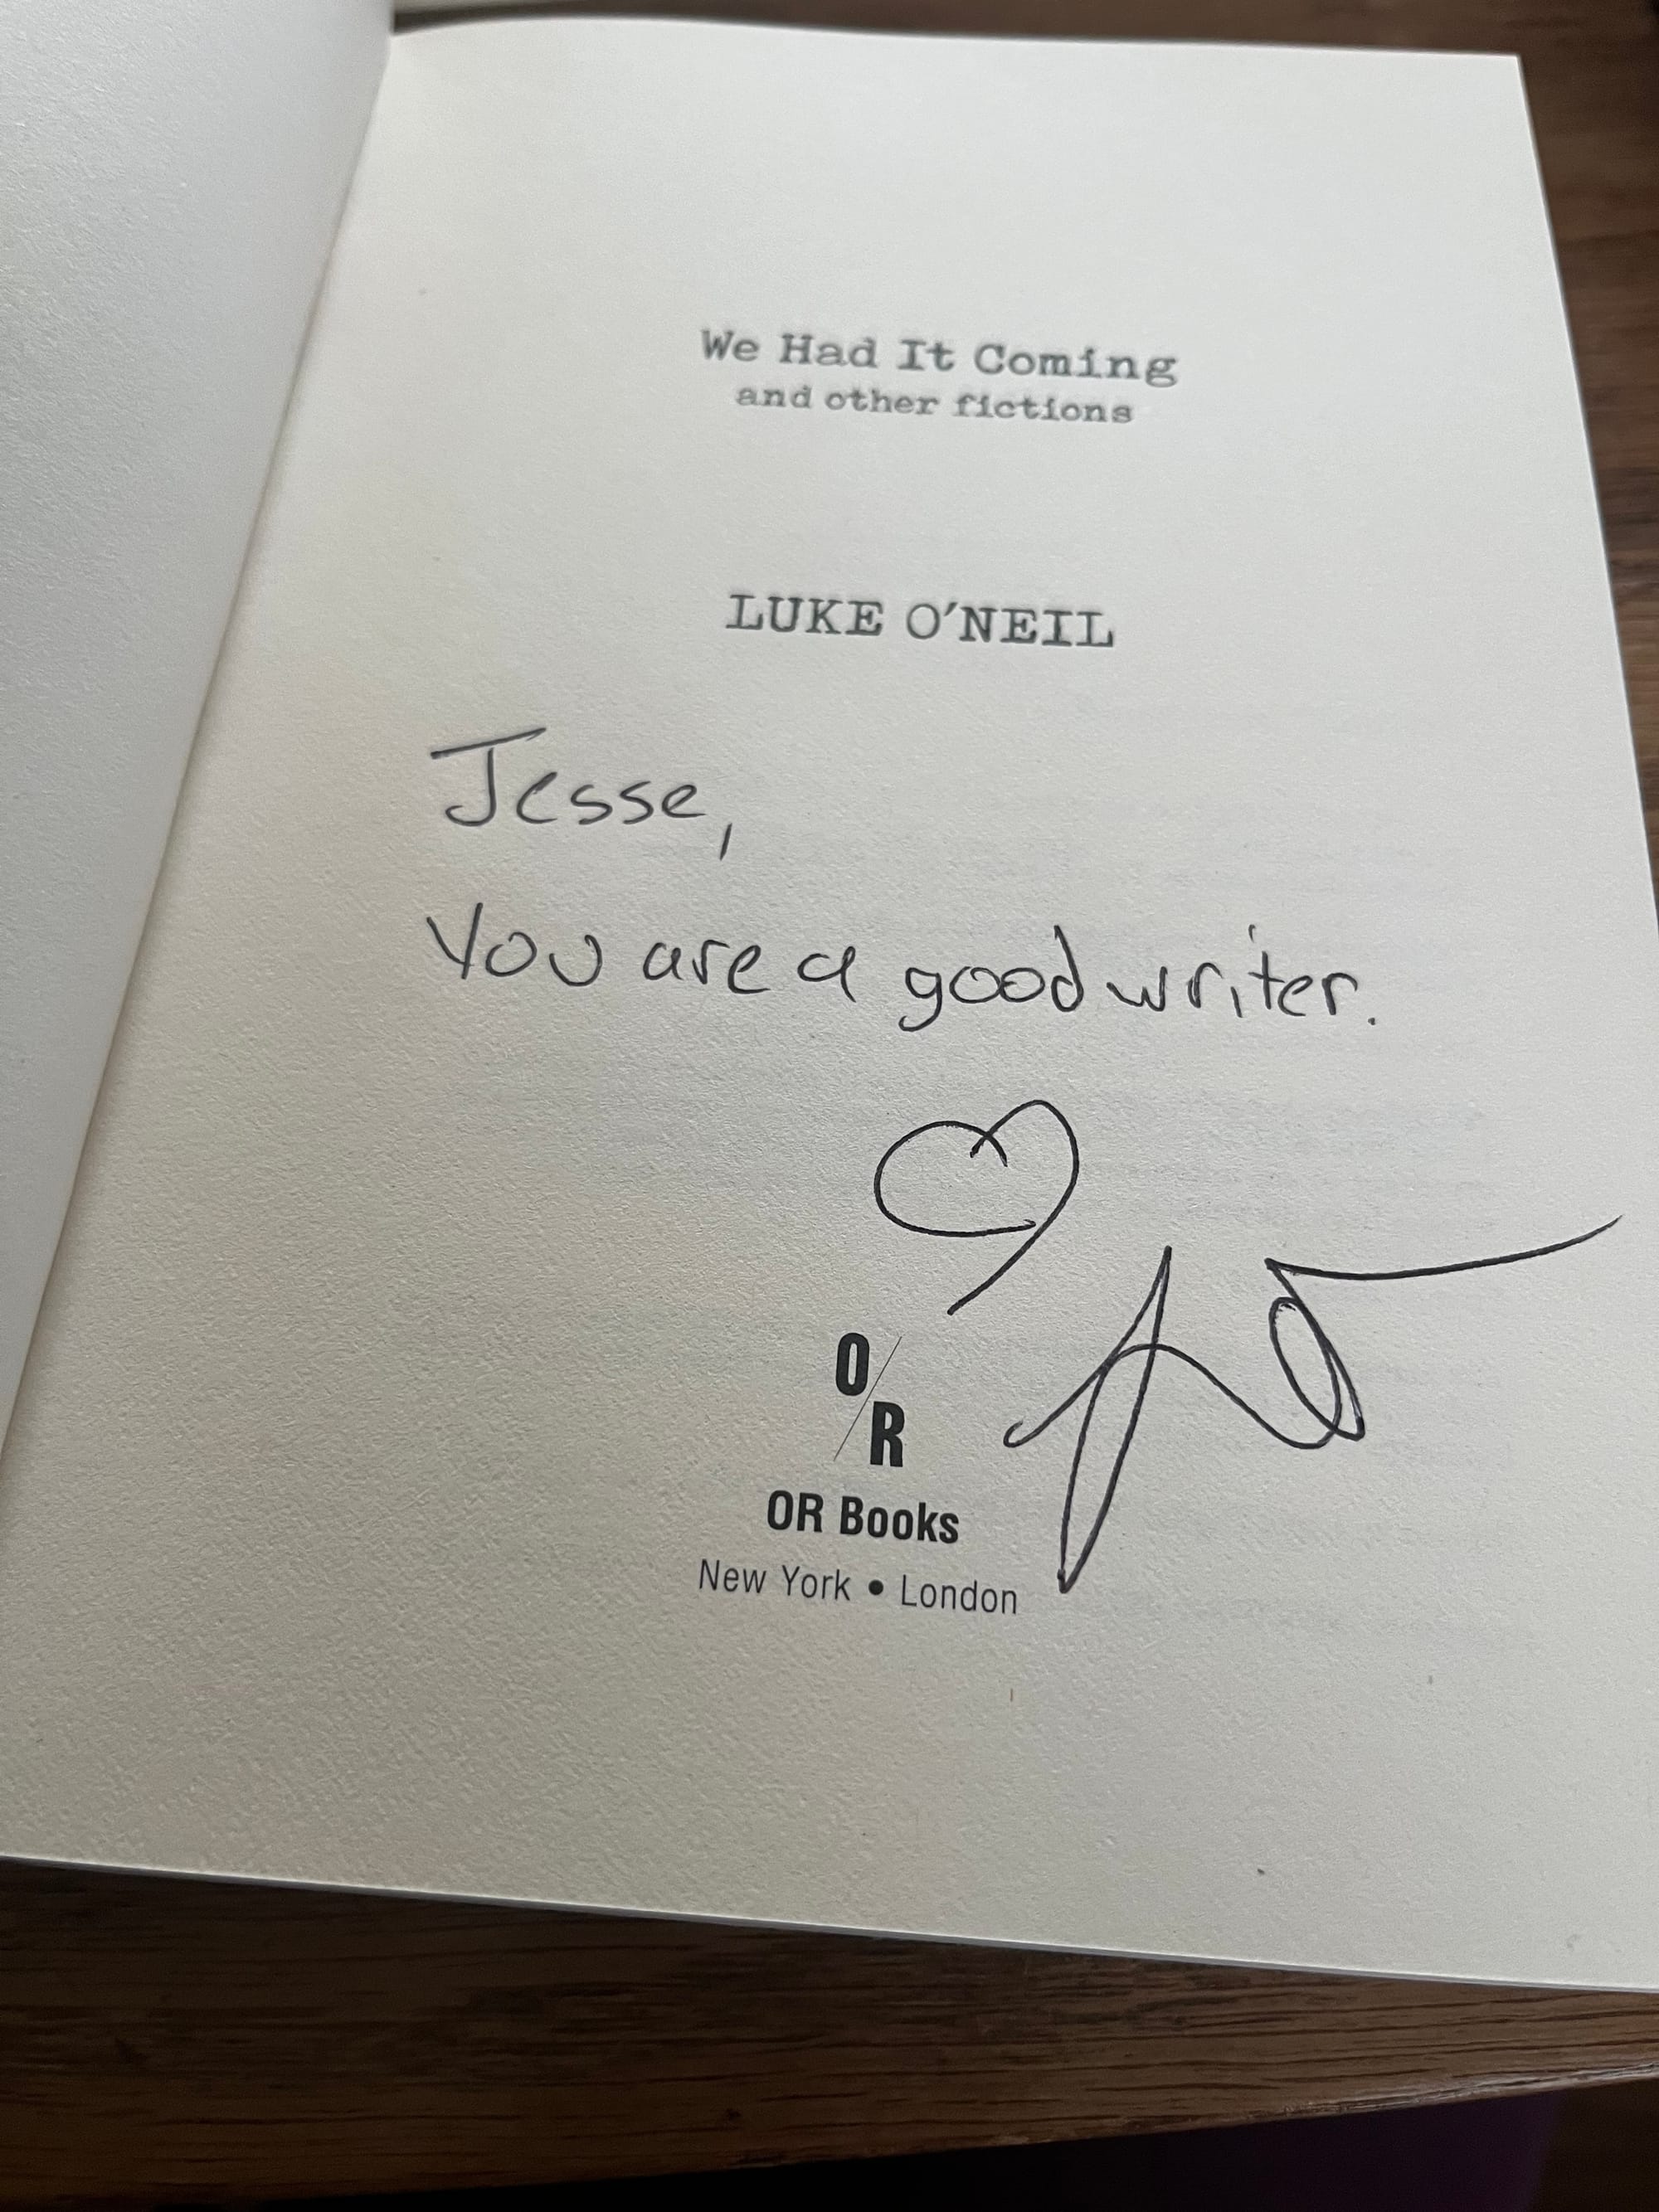 We Had It Coming
and other fictions
LUKE O'NEIL
Jesse,
You are a good writer.
O/R
OR Books
New York • London